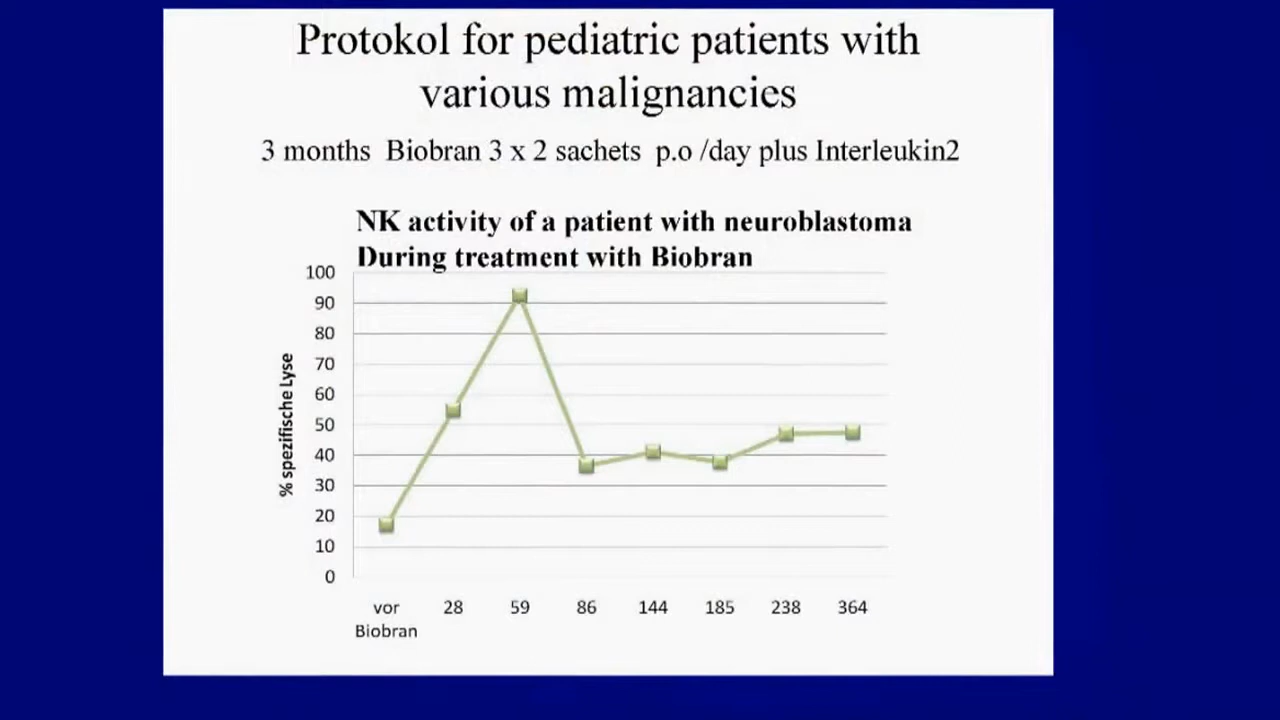 Protokol for pediatric patients with
various malignancies
3 months Biobran 3 x 2 sachets p.o /day plus Interleukin2
NK activity of a patient with neuroblastoma
During treatment with Biobran
100
90
80
70
60
50
40
30
20
10
0
% spezifische Lyse
vor 28 59 86 144 185 238 364
Biobran